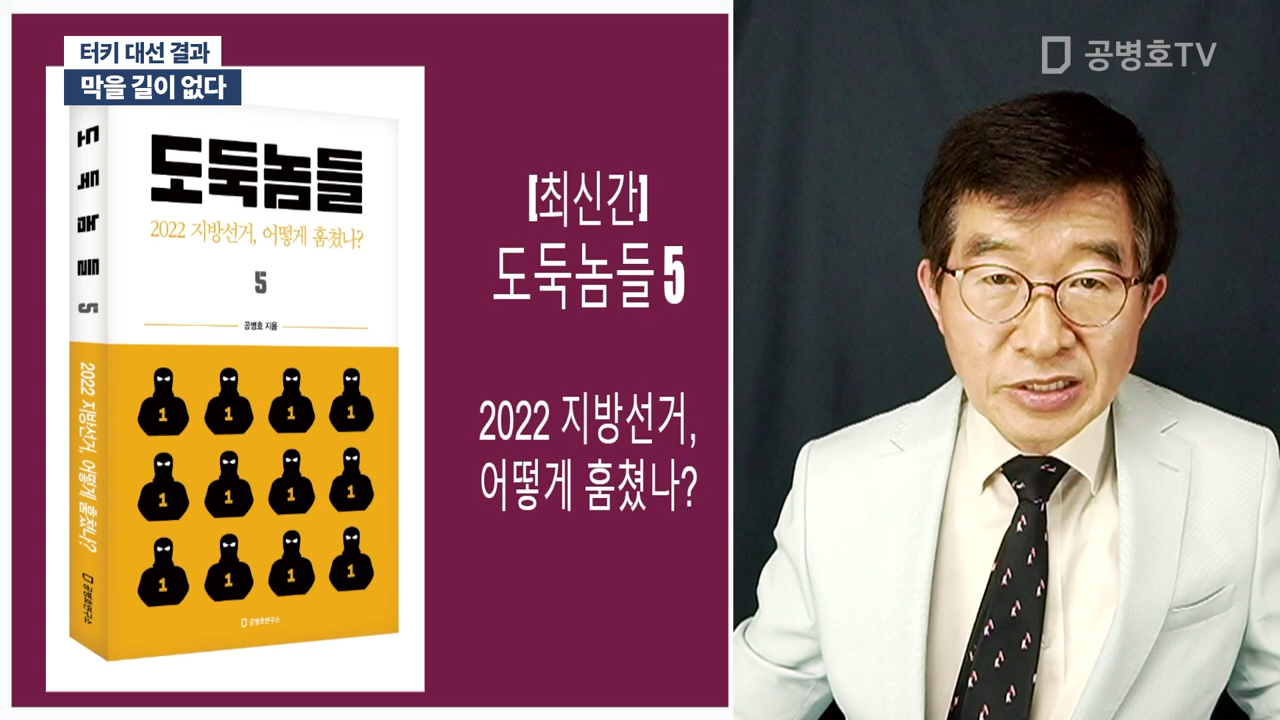 터키 대선 결과
막을 길이 없다
공병호TV
도둑놈들
2022 지방선거, 어떻게 훔쳤나?
5
공병호 지음
1 1 1 1
1 1 1 1
1 1 1 1
공병호연구소
도둑놈들 5
2022 지방선거, 어떻게 훔쳤나?
공병호연구소
[최신간]
도둑놈들 5
2022 지방선거,
어떻게 훔쳤나?